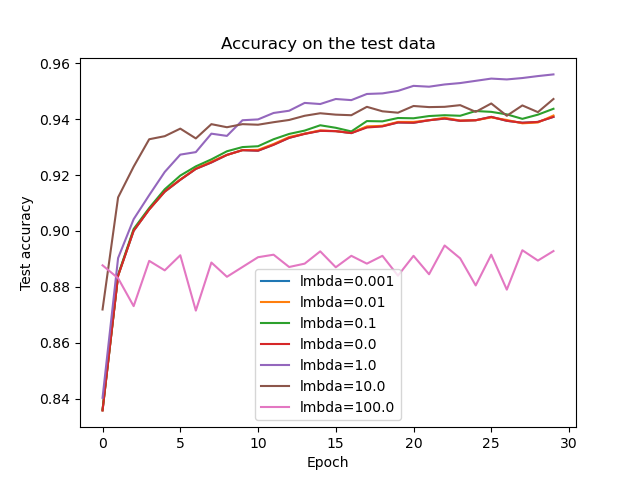 Accuracy on the test data
0.96
0.94
0.92
0.90
0.88
0.86
0.84
Test accuracy
lmbda=0.001
lmbda=0.01
lmbda=0.1
lmbda=0.0
lmbda=1.0
lmbda=10.0
lmbda=100.0
0 5 10 15 20 25 30
Epoch